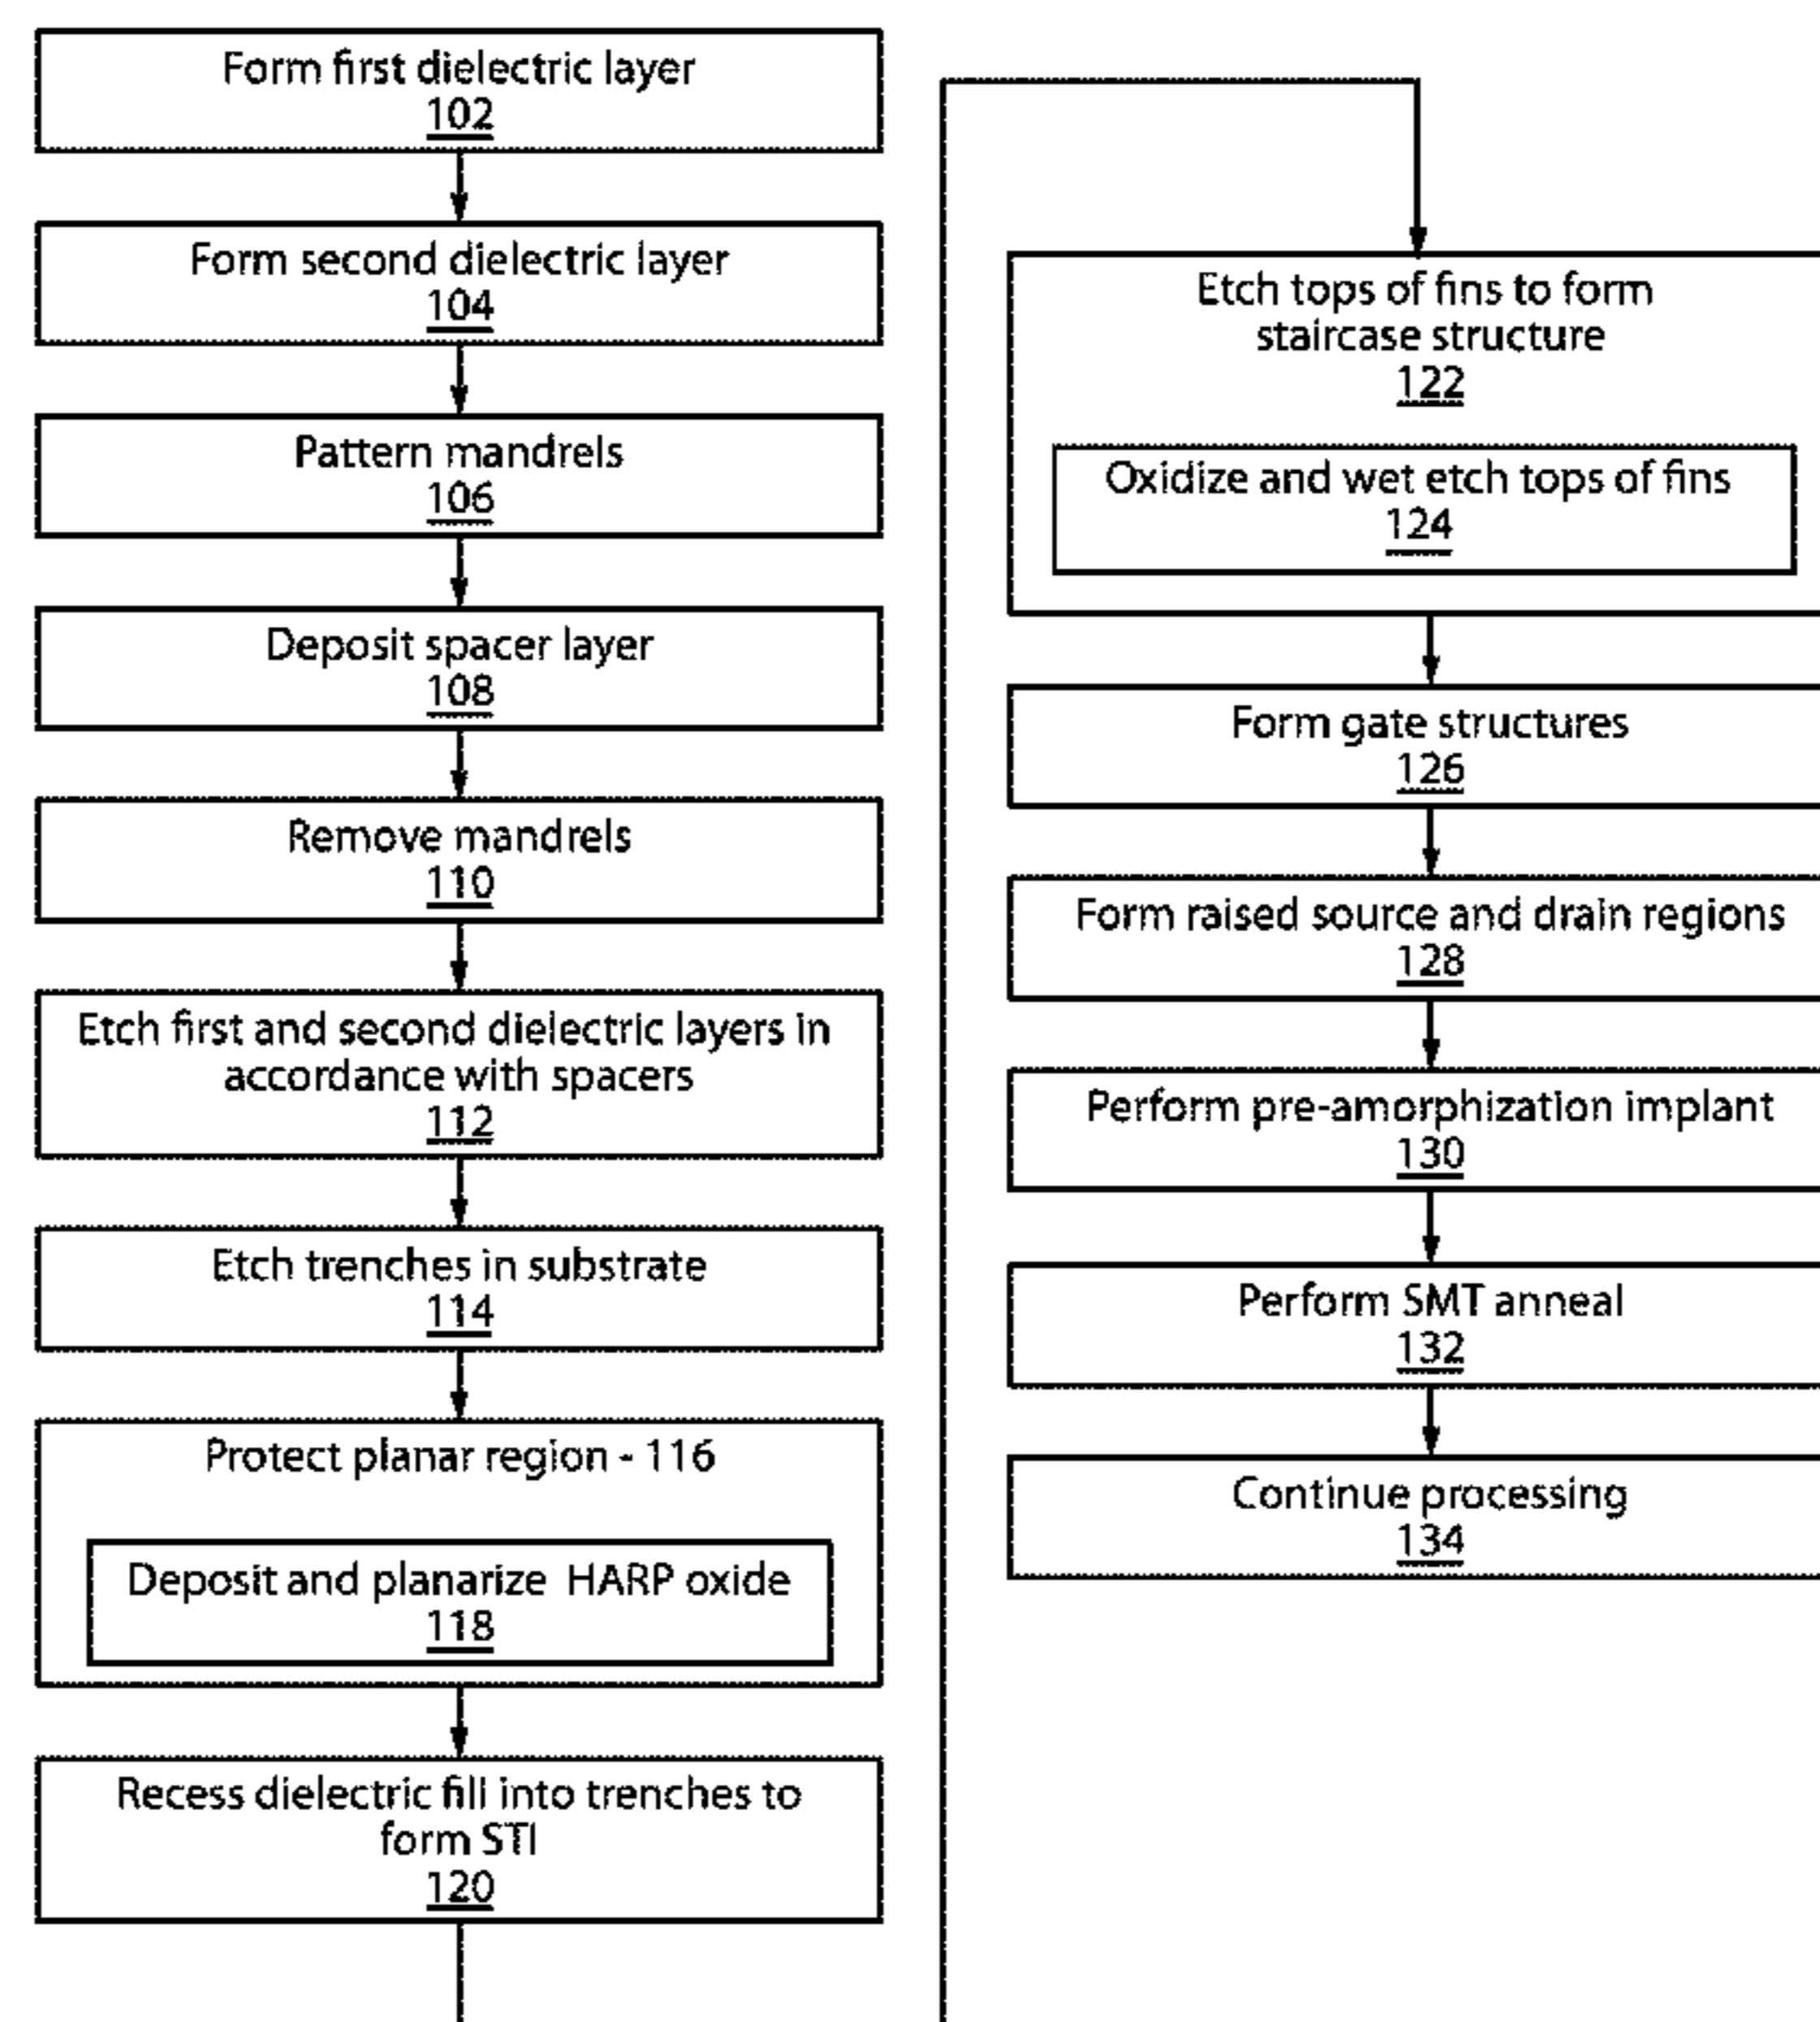 Form first dielectric layer
102
Form second dielectric layer
104
Pattern mandrels
106
Deposit spacer layer
108
Remove mandrels
110
Etch first and second dielectric layers in
accordance with spacers
112
Etch trenches in substrate
114
Protect planar region - 116
Deposit and planarize HARP oxide
118
Recess dielectric fill into trenches to
form STI
120
Etch tops of fins to form
staircase structure
122
Oxidize and wet etch tops of fins
124
Form gate structures
126
Form raised source and drain regions
128
Perform pre-amorphization implant
130
Perform SMT anneal
132
Continue processing
134